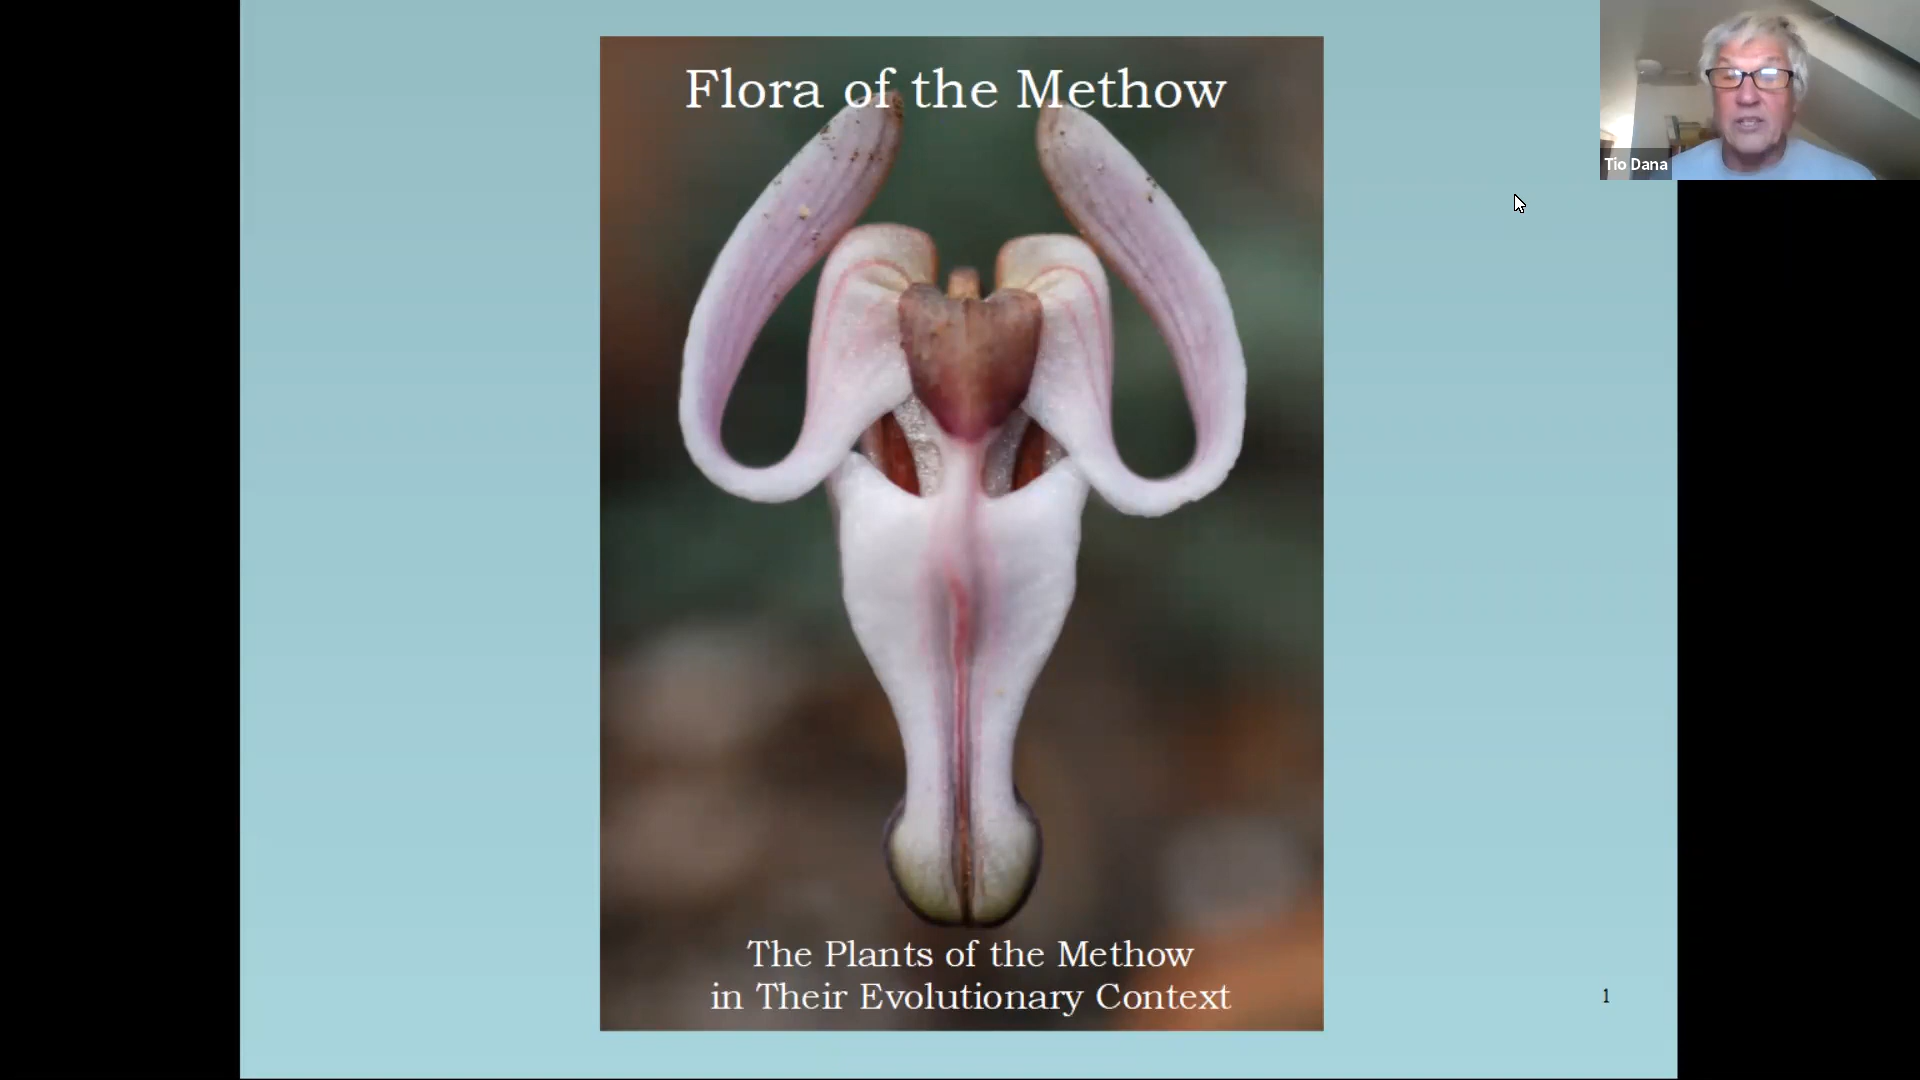 Flora of the Methow
Tio Dana
The Plants of the Methow
in Their Evolutionary Context
1